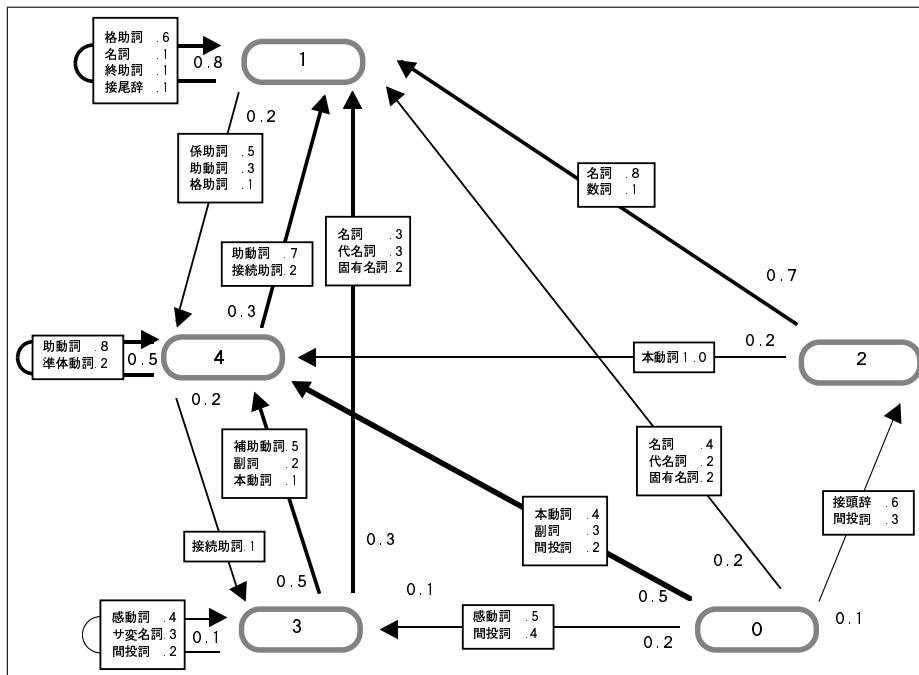 格助詞 .6
名詞 .1
終助詞 .1
接尾辞 .1
0.8
1
0.2
係助詞 .5
助動詞 .3
格助詞 .1
名詞 .8
数詞 .1
名詞 .3
代名詞 .3
固有名詞.2
助動詞 .7
接続助詞.2
0.7
0.3
助動詞 .8
準体動詞.2
0.5
4
本動詞1.0
0.2
2
0.2
補助動詞.5
副詞 .2
本動詞 .1
名詞 .4
代名詞 .2
固有名詞.2
接頭辞 .6
間投詞 .3
本動詞 .4
副詞 .3
間投詞 .2
接続助詞.1
0.3
0.2
0.5
0.1
0.5
0.1
感動詞 .4
サ変名詞.3
間投詞 .2
0.1
3
感動詞 .5
間投詞 .4
0.2
0